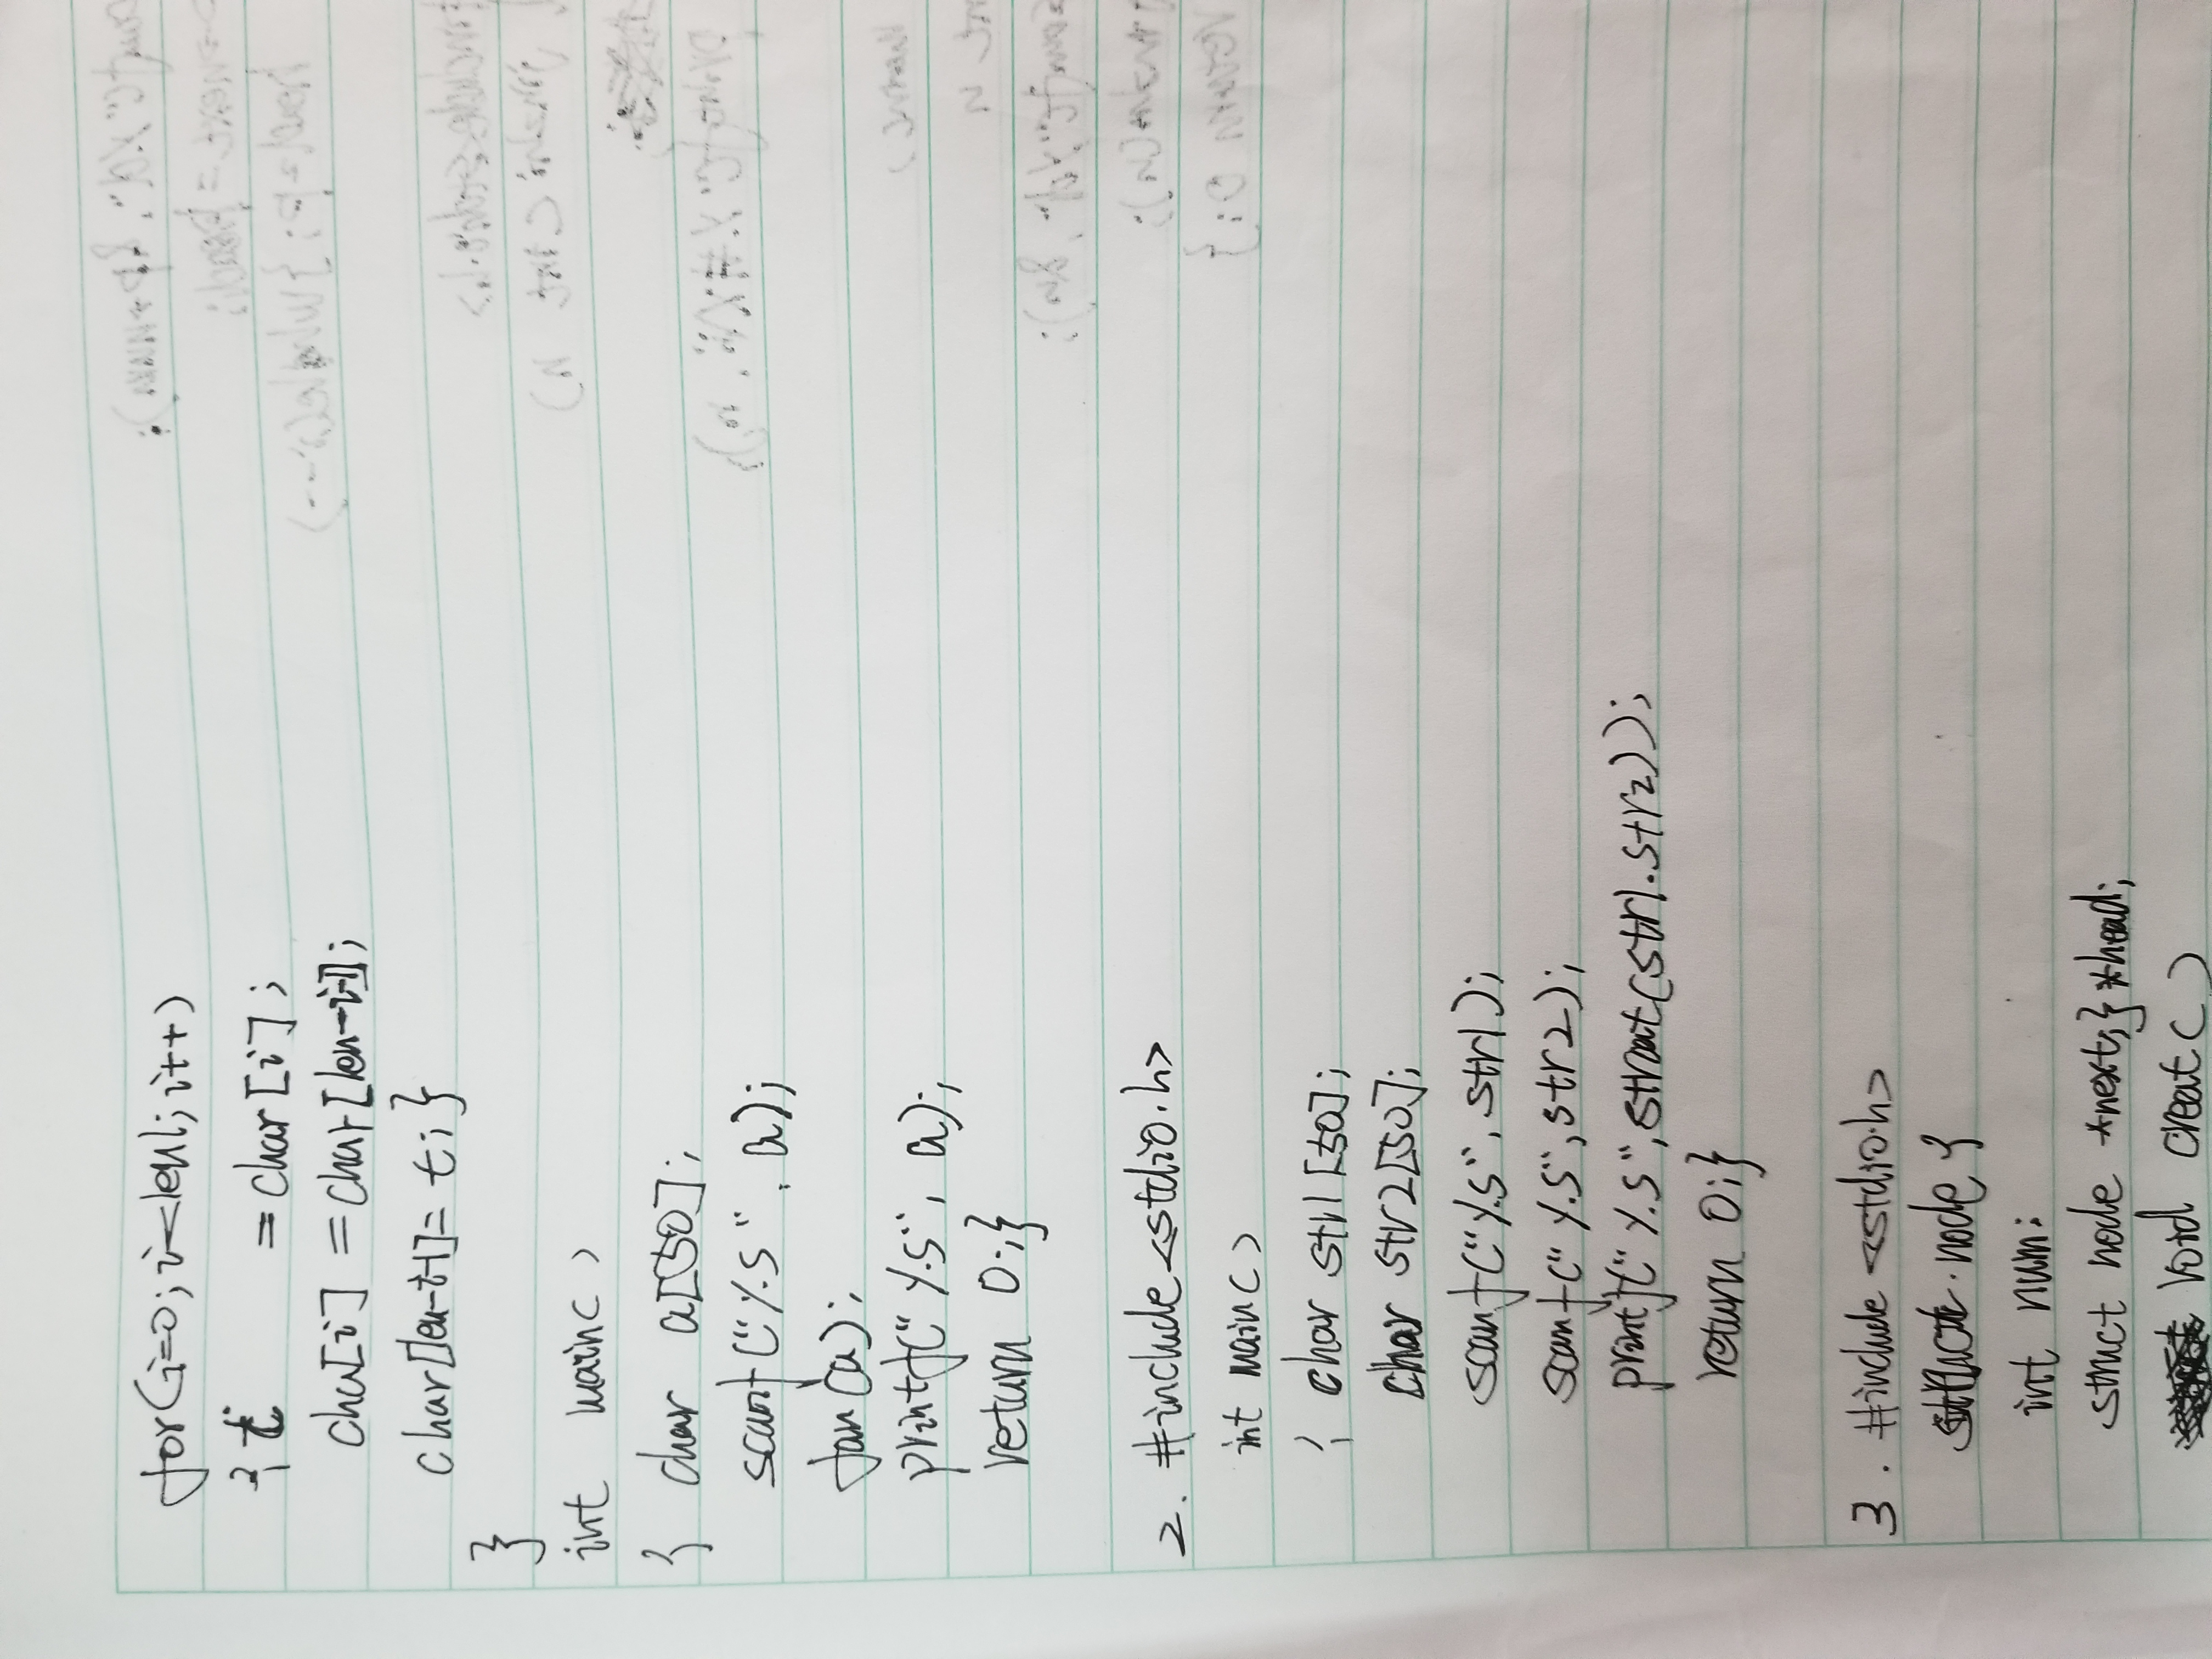 for(i=0; i<len1; i++)
{ t = char[i];
cha[i] = char[len-i-1];
char[len-i-1]= t; }
}
int main( )
{ char a[50];
scanf("%s", a);
fan(a);
printf("%s", a);
return 0;}
2. #include<stdio.h>
int main( )
{ char str1[50];
char str2[50];
scanf("%s", str1);
scanf("%s", str2);
printf("%s", strcat(str1.str2));
return 0;}
3. #include <stdio.h>
struct node {
int num;
struct node *next;} *head;
void creat( )